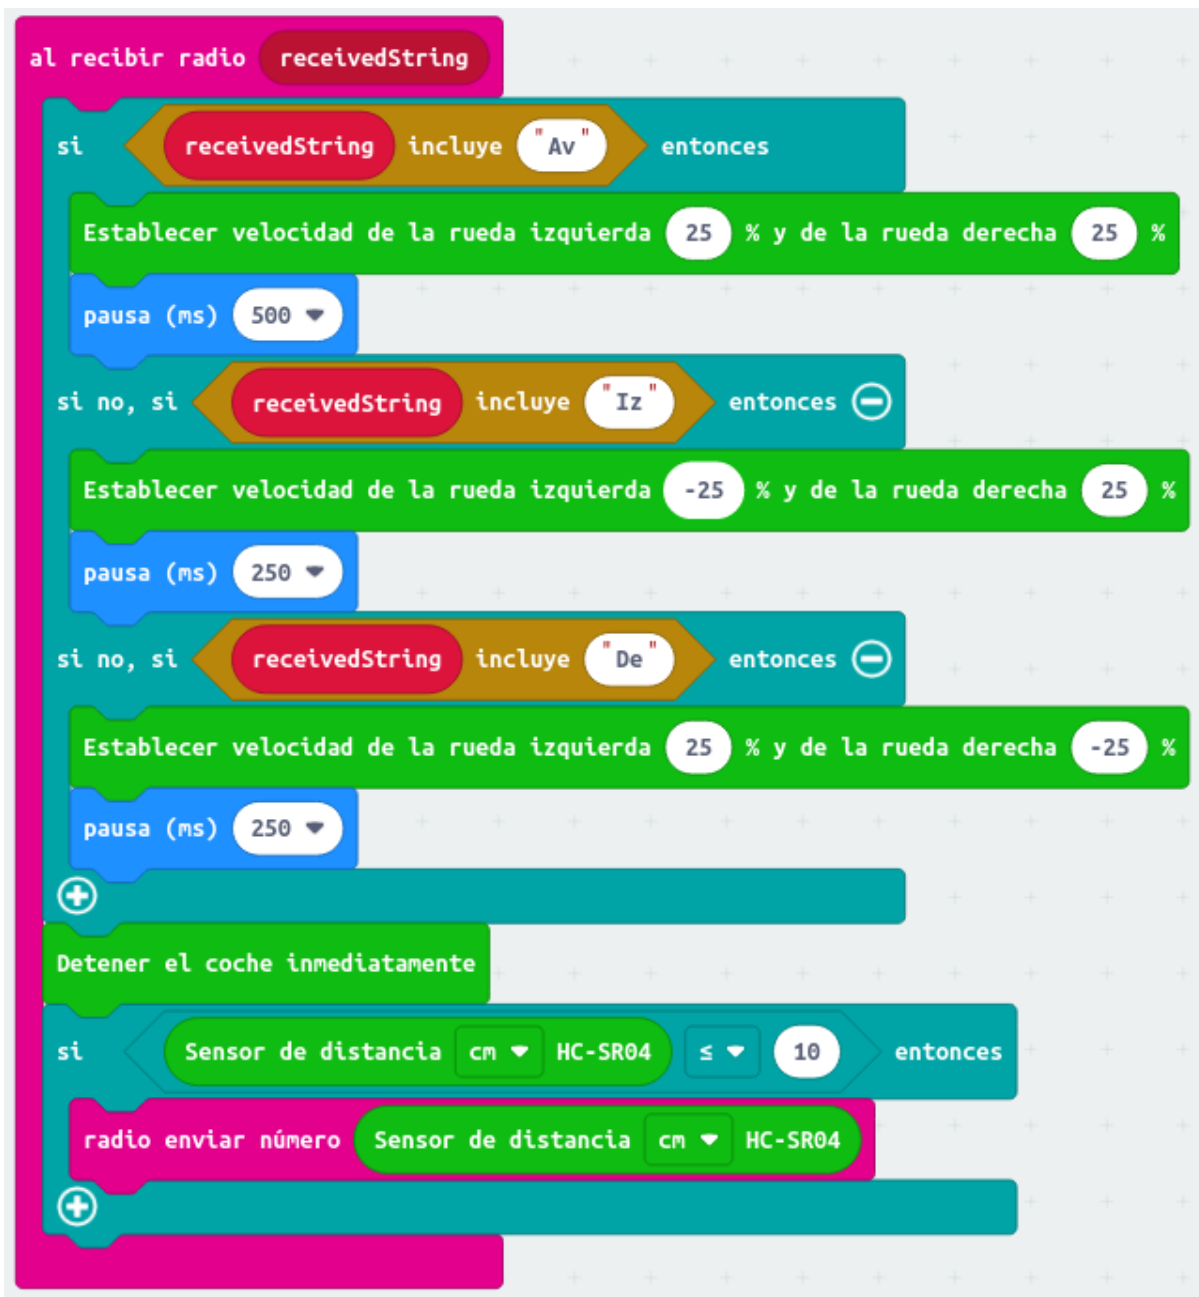 al recibir radio receivedString
si receivedString incluye "Av" entonces
Establecer velocidad de la rueda izquierda 25 % y de la rueda derecha 25 %
pausa (ms) 500
si no, si receivedString incluye "Iz" entonces
Establecer velocidad de la rueda izquierda -25 % y de la rueda derecha 25 %
pausa (ms) 250
si no, si receivedString incluye "De" entonces
Establecer velocidad de la rueda izquierda 25 % y de la rueda derecha -25 %
pausa (ms) 250
Detener el coche inmediatamente
si Sensor de distancia cm HC-SR04 ≤ 10 entonces
radio enviar número Sensor de distancia cm HC-SR04